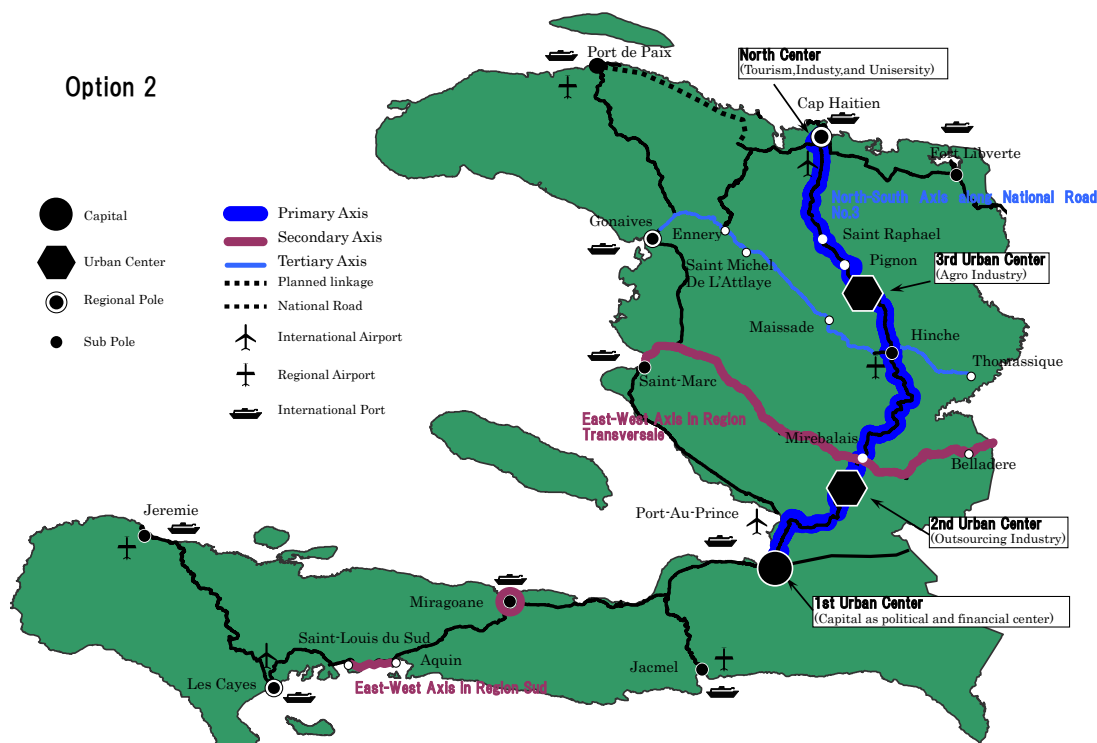 Option 2
Capital
Urban Center
Regional Pole
Sub Pole
Primary Axis
Secondary Axis
Tertiary Axis
Planned linkage
National Road
International Airport
Regional Airport
International Port
Port de Paix
North Center
(Tourism,Industy,and Unisersity)
Cap Haitien
Fort Libverte
North-South Axis along National Road
No.3
Gonaives
Ennery
Saint Raphael
Pignon
Saint Michel
De L'Attlaye
3rd Urban Center
(Agro Industry)
Maissade
Hinche
Thomassique
Saint-Marc
East-West Axis in Region
Transversale
Mirebalais
Belladere
Port-Au-Prince
2nd Urban Center
(Outsourcing Industry)
Jeremie
Miragoane
1st Urban Center
(Capital as political and financial center)
Saint-Louis du Sud
Aquin
Jacmel
Les Cayes
East-West Axis in Region Sud